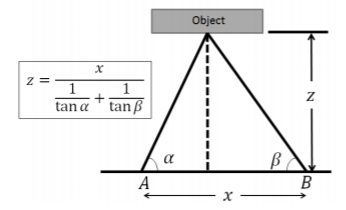 Object
z = x / (1/tan α + 1/tan β)
z
α
β
A
B
x